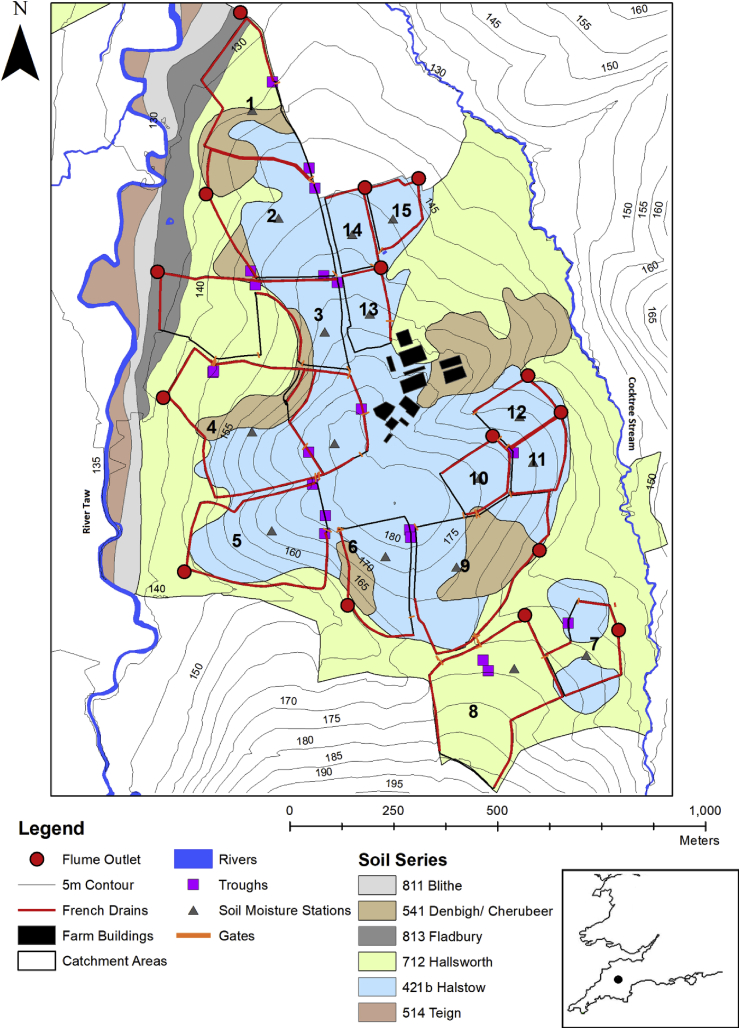 N
160
145
155
150
130
130
130
1
2
14
15
145
150
155
160
140
160
3
13
165
4
155
12
Cocktree Stream
135
10
11
150
River Taw
5
160
6
180
175
170
165
9
140
7
150
8
170
175
180
185
190
195
0
250
500
1,000
Meters
Legend
Flume Outlet
Rivers
5m Contour
Troughs
French Drains
Soil Moisture Stations
Farm Buildings
Gates
Catchment Areas
Soil Series
811 Blithe
541 Denbigh/ Cherubeer
813 Fladbury
712 Hallsworth
421b Halstow
514 Teign